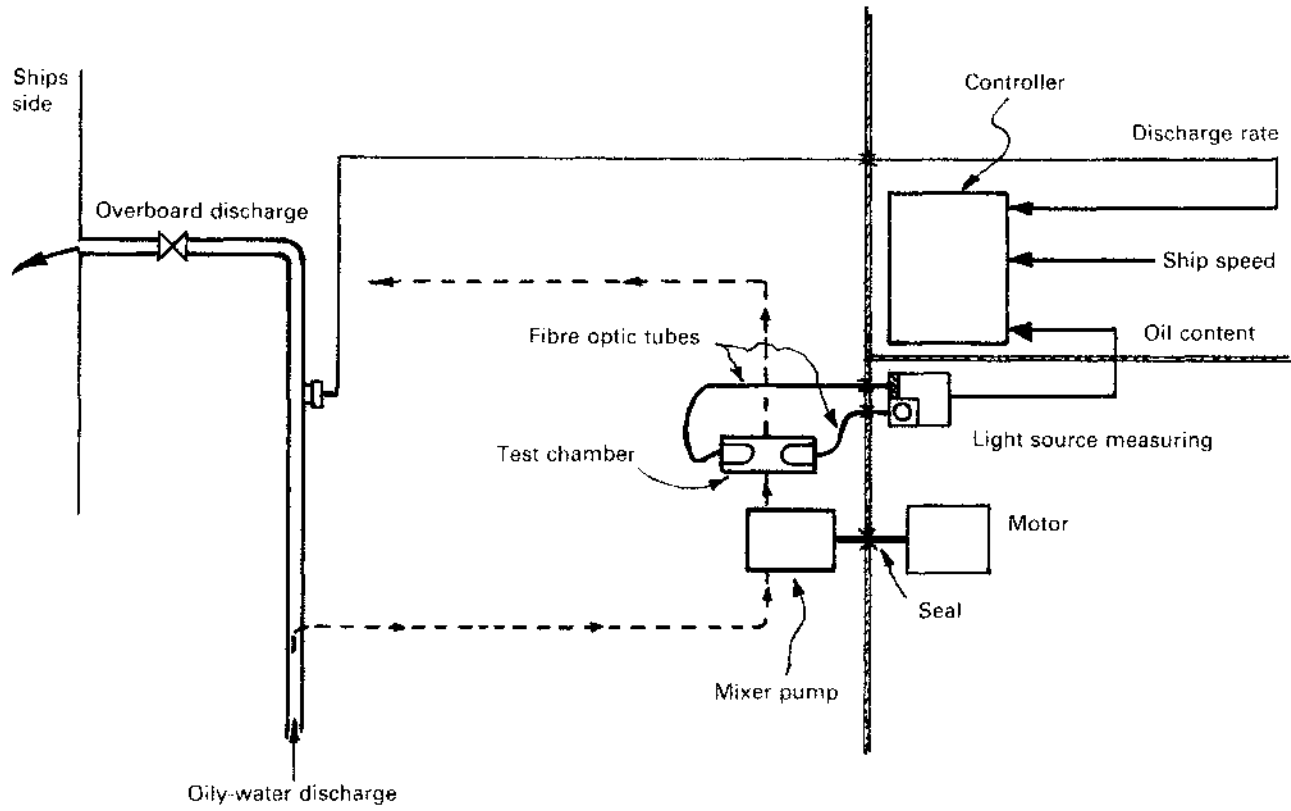 Ships
side
Controller
Discharge rate
Overboard discharge
Ship speed
Fibre optic tubes
Oil content
Test chamber
Light source measuring
Motor
Seal
Mixer pump
Oily-water discharge